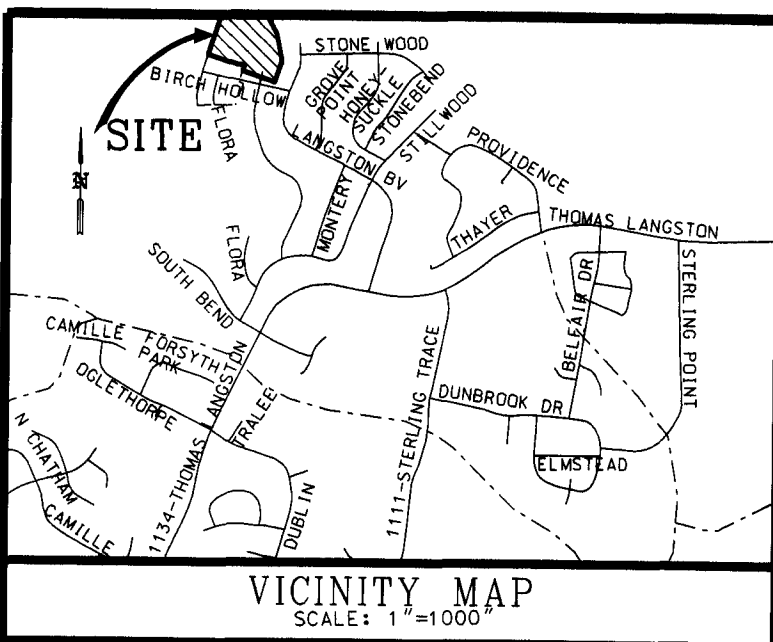 STONE WOOD
BIRCH HOLLOW
GROVE
POINT
HONEY-
SUCKLE
STONEBEND
STILLWOOD
SITE
FLORA
LANGSTON BV
PROVIDENCE
N
MONTERY
THAYER
THOMAS LANGSTON
FLORA
SOUTH BEND
BELFAIR DR
STERLING POINT
CAMILLE
FORSYTH
PARK
OGLETHORPE
1134-THOMAS LANGSTON
TRALEE
1111-STERLING TRACE
DUNBROOK DR
ELMSTEAD
N CHATHAM
CAMILLE
DUBLIN
VICINITY MAP
SCALE: 1"=1000"